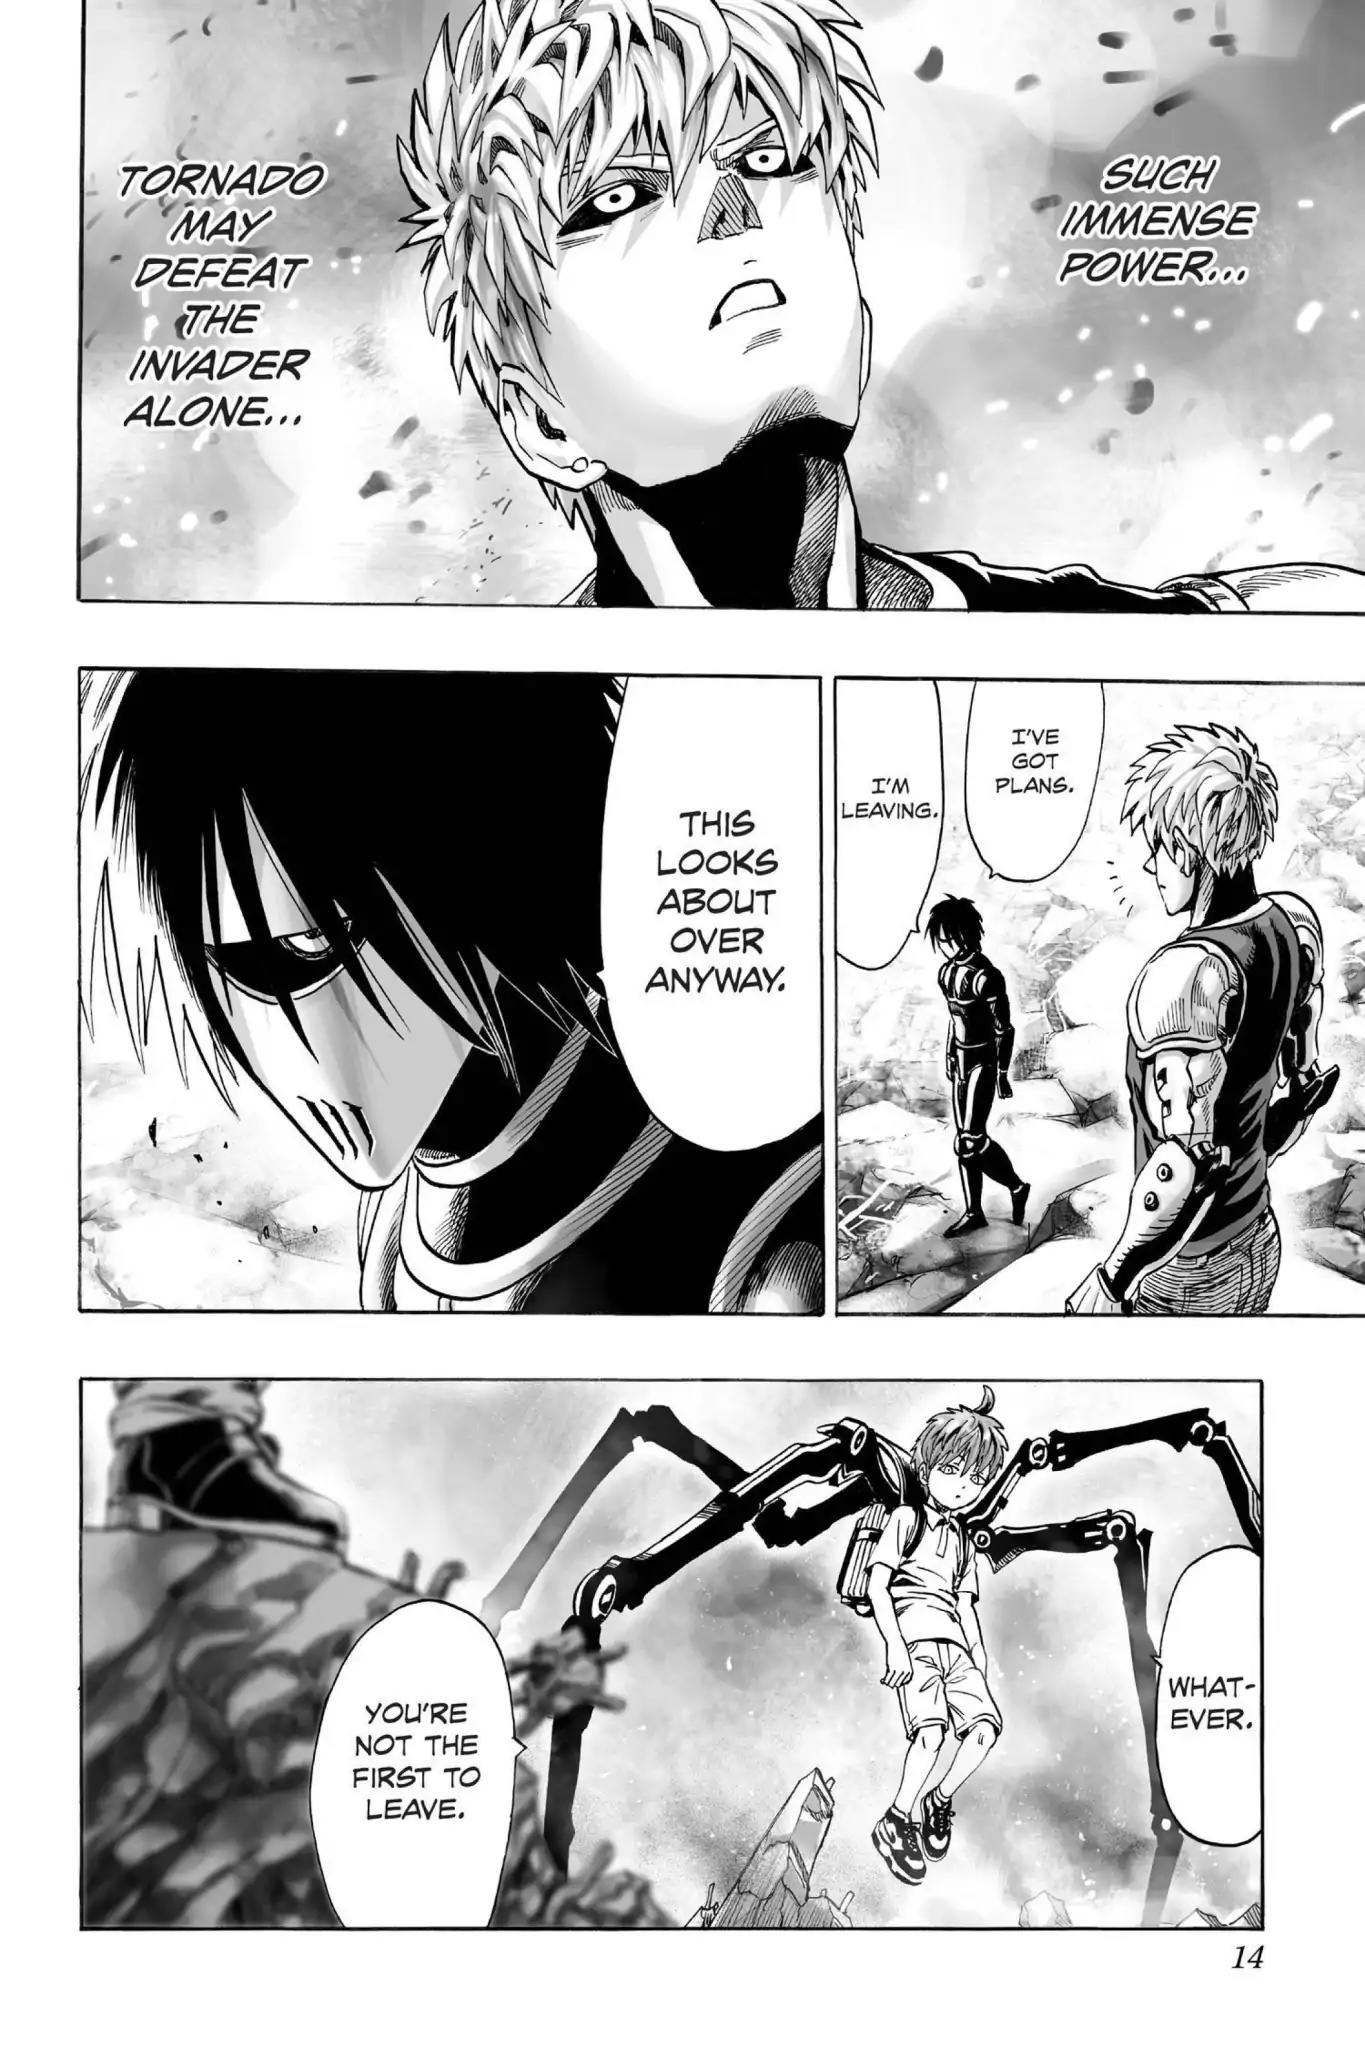 SUCH
IMMENSE
POWER...
TORNADO
MAY
DEFEAT
THE
INVADER
ALONE...
I'VE
GOT
PLANS.
I'M
LEAVING.
THIS
LOOKS
ABOUT
OVER
ANYWAY.
WHAT-
EVER.
YOU'RE
NOT THE
FIRST TO
LEAVE.
14